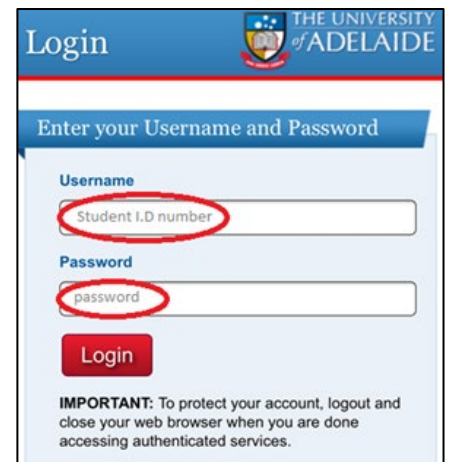 Login
THE UNIVERSITY
of ADELAIDE
Enter your Username and Password
Username
Student I.D number
Password
password
Login
IMPORTANT: To protect your account, logout and
close your web browser when you are done
accessing authenticated services.